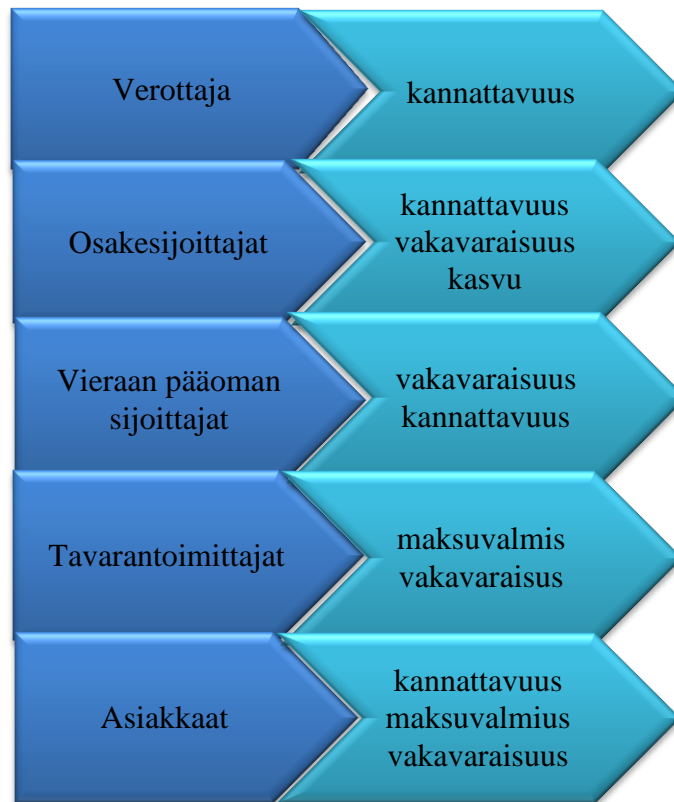 Verottaja
kannattavuus
Osakesijoittajat
kannattavuus
vakavaraisuus
kasvu
Vieraan pääoman
sijoittajat
vakavaraisuus
kannattavuus
Tavarantoimittajat
maksuvalmis
vakavaraisus
Asiakkaat
kannattavuus
maksuvalmius
vakavaraisuus